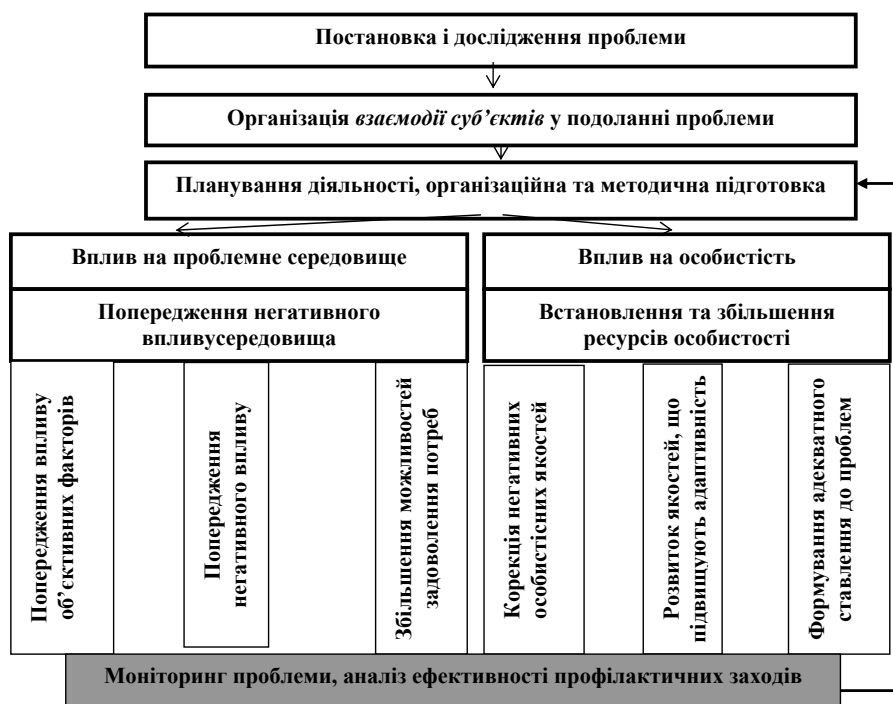 Постановка і дослідження проблеми
Організація взаємодії суб’єктів у подоланні проблеми
Планування діяльності, організаційна та методична підготовка
Вплив на проблемне середовище
Вплив на особистість
Попередження негативного
впливусередовища
Встановлення та збільшення
ресурсів особистості
Попередження впливу
об’єктивних факторів
Попередження
негативного впливу
Збільшення можливостей
задоволення потреб
Корекція негативних
особистісних якостей
Розвиток якостей, що
підвищують адаптивність
Формування адекватного
ставлення до проблем
Моніторинг проблеми, аналіз ефективності профілактичних заходів